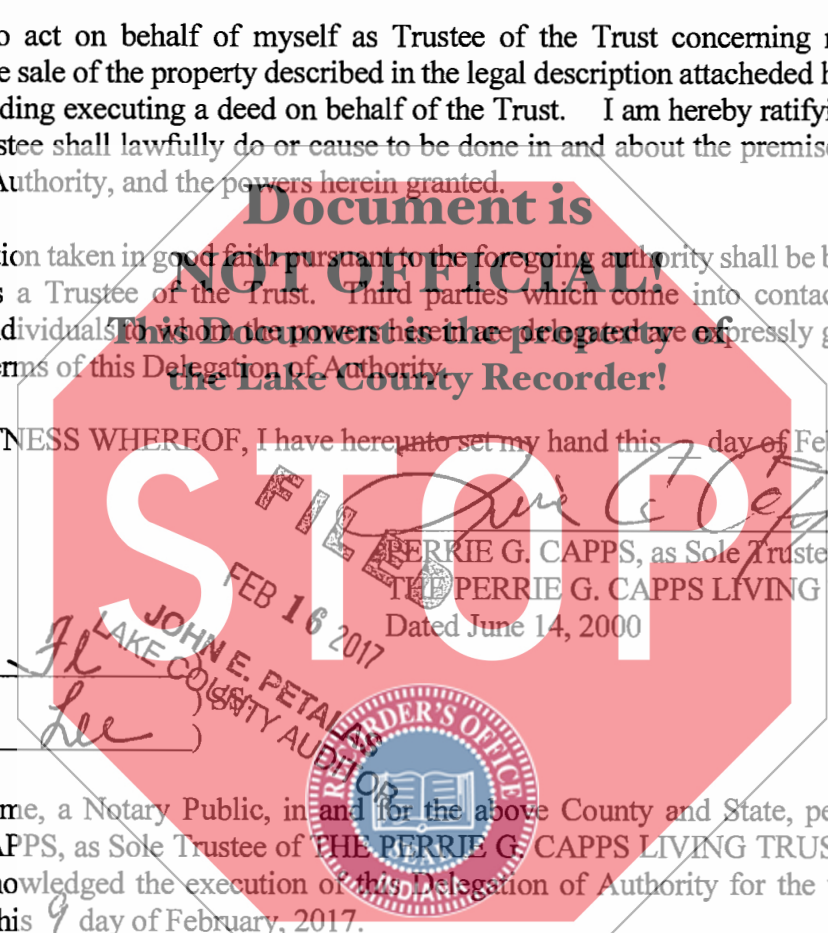 o act on behalf of myself as Trustee of the Trust concerning
e sale of the property described in the legal description attacheded
ding executing a deed on behalf of the Trust. I am hereby ratifyi
stee shall lawfully do or cause to be done in and about the premise
Authority, and the powers herein granted.
Document is
ion taken in good faith pursuant to the foregoing authority shall be b
NOT OFFICIAL!
s a Trustee of the Trust. Third parties which come into contac
dividuals to whom the powers herein are delegated are expressly g
This Document is the property of
erms of this Delegation of Authority.
the Lake County Recorder!
NESS WHEREOF, I have hereunto set my hand this 7 day of Feb
STOP
FILED
PERRIE G. CAPPS, as Sole Truste
THE PERRIE G. CAPPS LIVING
Dated June 14, 2000
FEB 16 2017
JOHN E. PETALAS
LAKE COUNTY AUDITOR
Fl )
) SS:
Lee )
RECORDER'S OFFICE
SEAL
INDIANA
me, a Notary Public, in and for the above County and State, pe
APPS, as Sole Trustee of THE PERRIE G. CAPPS LIVING TRUS
nowledged the execution of this Delegation of Authority for the
his 9 day of February, 2017.